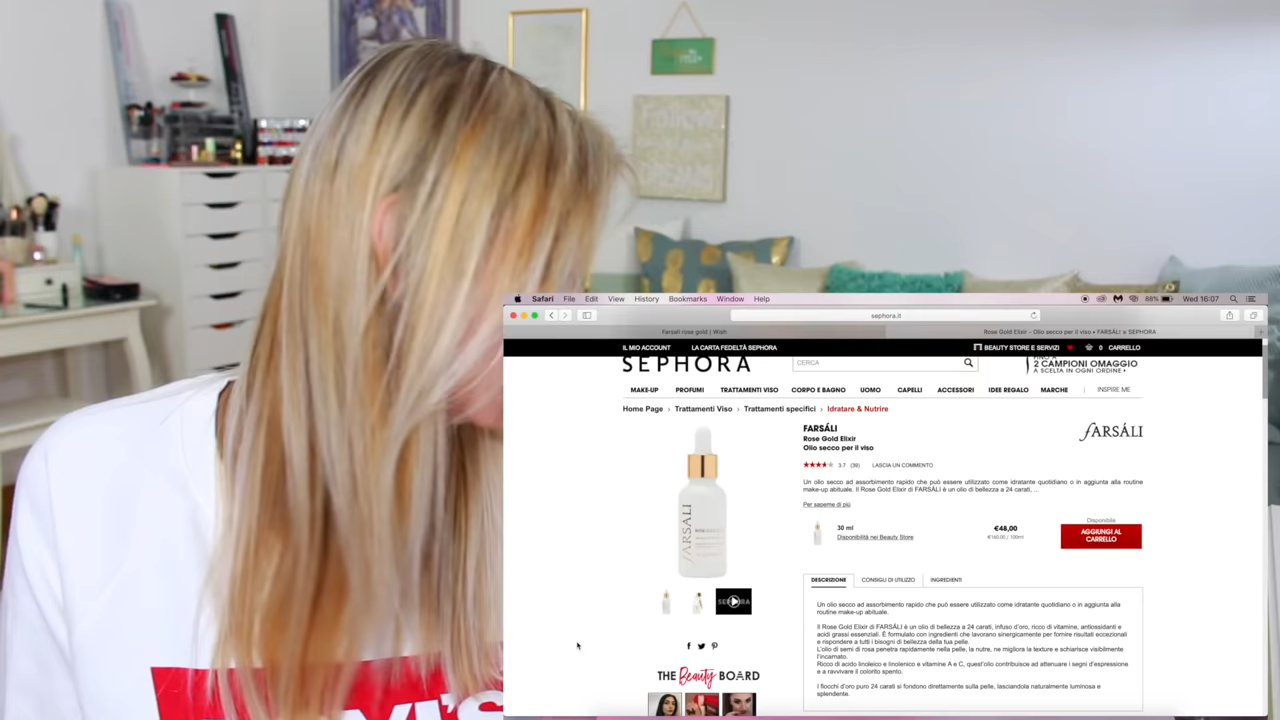 Follow
Safari File Edit View History Bookmarks Window Help
88% Wed 16:07
sephora.it
Farsali rose gold | Wish
Rose Gold Elixir - Olio secco per il viso • FARSÁLI ≡ SEPHORA
IL MIO ACCOUNT LA CARTA FEDELTÀ SEPHORA
BEAUTY STORE E SERVIZI 0 CARRELLO
SEPHORA
CERCA
FINO A
2 CAMPIONI OMAGGIO
A SCELTA IN OGNI ORDINE
MAKE-UP PROFUMI TRATTAMENTI VISO CORPO E BAGNO UOMO CAPELLI ACCESSORI IDEE REGALO MARCHE | INSPIRE ME
Home Page > Trattamenti Viso > Trattamenti specifici > Idratare & Nutrire
FARSÁLI
Rose Gold Elixir
Olio secco per il viso
FARSÁLI
3.7 (39) LASCIA UN COMMENTO
Un olio secco ad assorbimento rapido che può essere utilizzato come idratante quotidiano o in aggiunta alla routine
make-up abituale. Il Rose Gold Elixir di FARSÁLI è un olio di bellezza a 24 carati, ...
Per saperne di più
30 ml
Disponibilità nei Beauty Store
€48,00
€160,00 / 100ml
Disponibile
AGGIUNGI AL
CARRELLO
FARSALI
DESCRIZIONE CONSIGLI DI UTILIZZO INGREDIENTI
Un olio secco ad assorbimento rapido che può essere utilizzato come idratante quotidiano o in aggiunta alla
routine make-up abituale.
Il Rose Gold Elixir di FARSÁLI è un olio di bellezza a 24 carati, infuso d'oro, ricco di vitamine, antiossidanti e
acidi grassi essenziali. È formulato con ingredienti che lavorano sinergicamente per fornire risultati eccezionali
e rispondere a tutti i bisogni di bellezza della tua pelle.
L'olio di semi di rosa penetra rapidamente nella pelle, la nutre, ne migliora la texture e schiarisce visibilmente
l'incarnato.
Ricco di acido linoleico e linolenico e vitamine A e C, quest'olio contribuisce ad attenuare i segni d'espressione
e a ravvivare il colorito spento.
I fiocchi d'oro puro 24 carati si fondono direttamente sulla pelle, lasciandola naturalmente luminosa e
splendente.
SEPHORA
THE Beauty BOARD